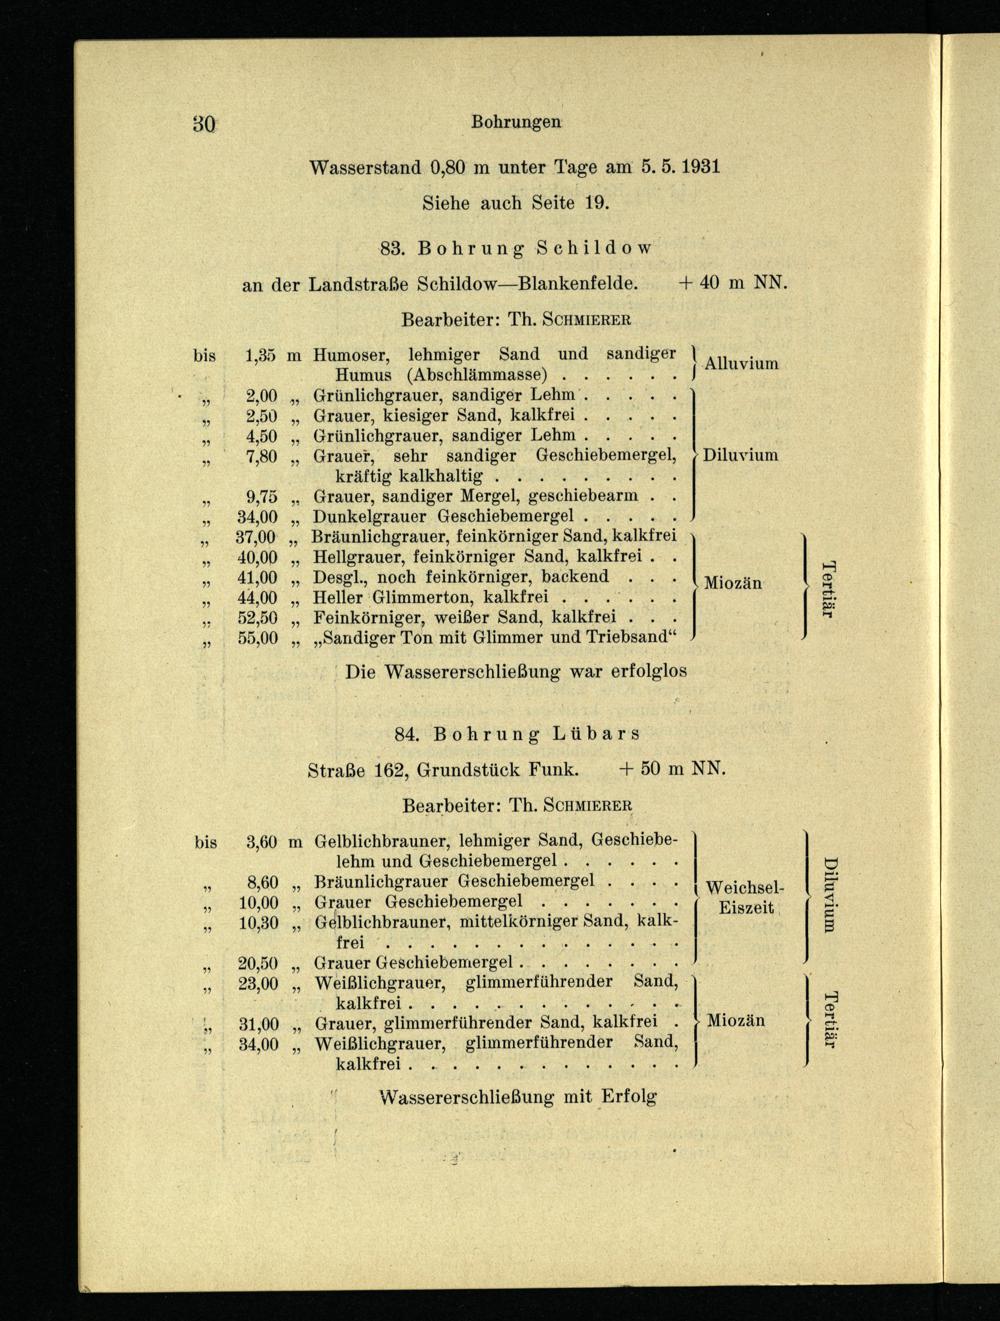 30
Bohrungen
Wasserstand 0,80 m unter Tage am 5. 5. 1931
Siehe auch Seite 19.
83. Bohrung Schildow
an der Landstraße Schildow—Blankenfelde. + 40 m NN.
Bearbeiter: Th. SCHMIERER
bis 1,35 m Humoser, lehmiger Sand und sandiger
Humus (Abschlämmasse) . . . . . . Alluvium
„ 2,00 „ Grünlichgrauer, sandiger Lehm . . . . .
„ 2,50 „ Grauer, kiesiger Sand, kalkfrei . . . . .
„ 4,50 „ Grünlichgrauer, sandiger Lehm . . . . .
„ 7,80 „ Grauer, sehr sandiger Geschiebemergel, Diluvium
kräftig kalkhaltig . . . . . . . . .
„ 9,75 „ Grauer, sandiger Mergel, geschiebearm . .
„ 34,00 „ Dunkelgrauer Geschiebemergel . . . . .
„ 37,00 „ Bräunlichgrauer, feinkörniger Sand, kalkfrei
„ 40,00 „ Hellgrauer, feinkörniger Sand, kalkfrei . .
„ 41,00 „ Desgl., noch feinkörniger, backend . . . Miozän Tertiär
„ 44,00 „ Heller Glimmerton, kalkfrei . . . . . .
„ 52,50 „ Feinkörniger, weißer Sand, kalkfrei . . .
„ 55,00 „ „Sandiger Ton mit Glimmer und Triebsand“
Die Wassererschließung war erfolglos
84. Bohrung Lübars
Straße 162, Grundstück Funk. + 50 m NN.
Bearbeiter: Th. SCHMIERER
bis 3,60 m Gelblichbrauner, lehmiger Sand, Geschiebe-
lehm und Geschiebemergel . . . . . .
„ 8,60 „ Bräunlichgrauer Geschiebemergel . . . . Weichsel- Diluvium
„ 10,00 „ Grauer Geschiebemergel . . . . . . . Eiszeit
„ 10,30 „ Gelblichbrauner, mittelkörniger Sand, kalk-
frei . . . . . . . . . . . . . .
„ 20,50 „ Grauer Geschiebemergel . . . . . . . .
„ 23,00 „ Weißlichgrauer, glimmerführender Sand,
kalkfrei . . . . . . . . . . . . .
„ 31,00 „ Grauer, glimmerführender Sand, kalkfrei . Miozän Tertiär
„ 34,00 „ Weißlichgrauer, glimmerführender Sand,
kalkfrei . . . . . . . . . . . . .
Wassererschließung mit Erfolg